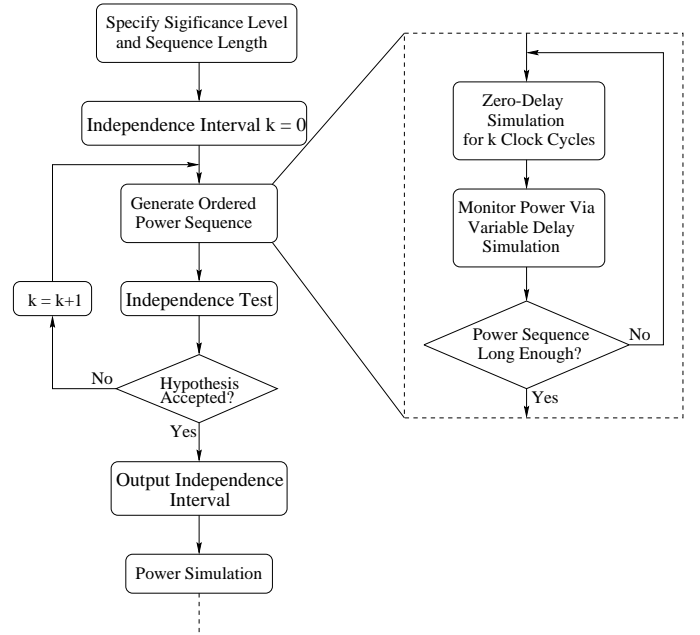 Specify Sigificance Level
and Sequence Length
Independence Interval k = 0
Generate Ordered
Power Sequence
Independence Test
k = k+1
No
Hypothesis
Accepted?
Yes
Output Independence
Interval
Power Simulation
Zero-Delay
Simulation
for k Clock Cycles
Monitor Power Via
Variable Delay
Simulation
Power Sequence
Long Enough?
No
Yes